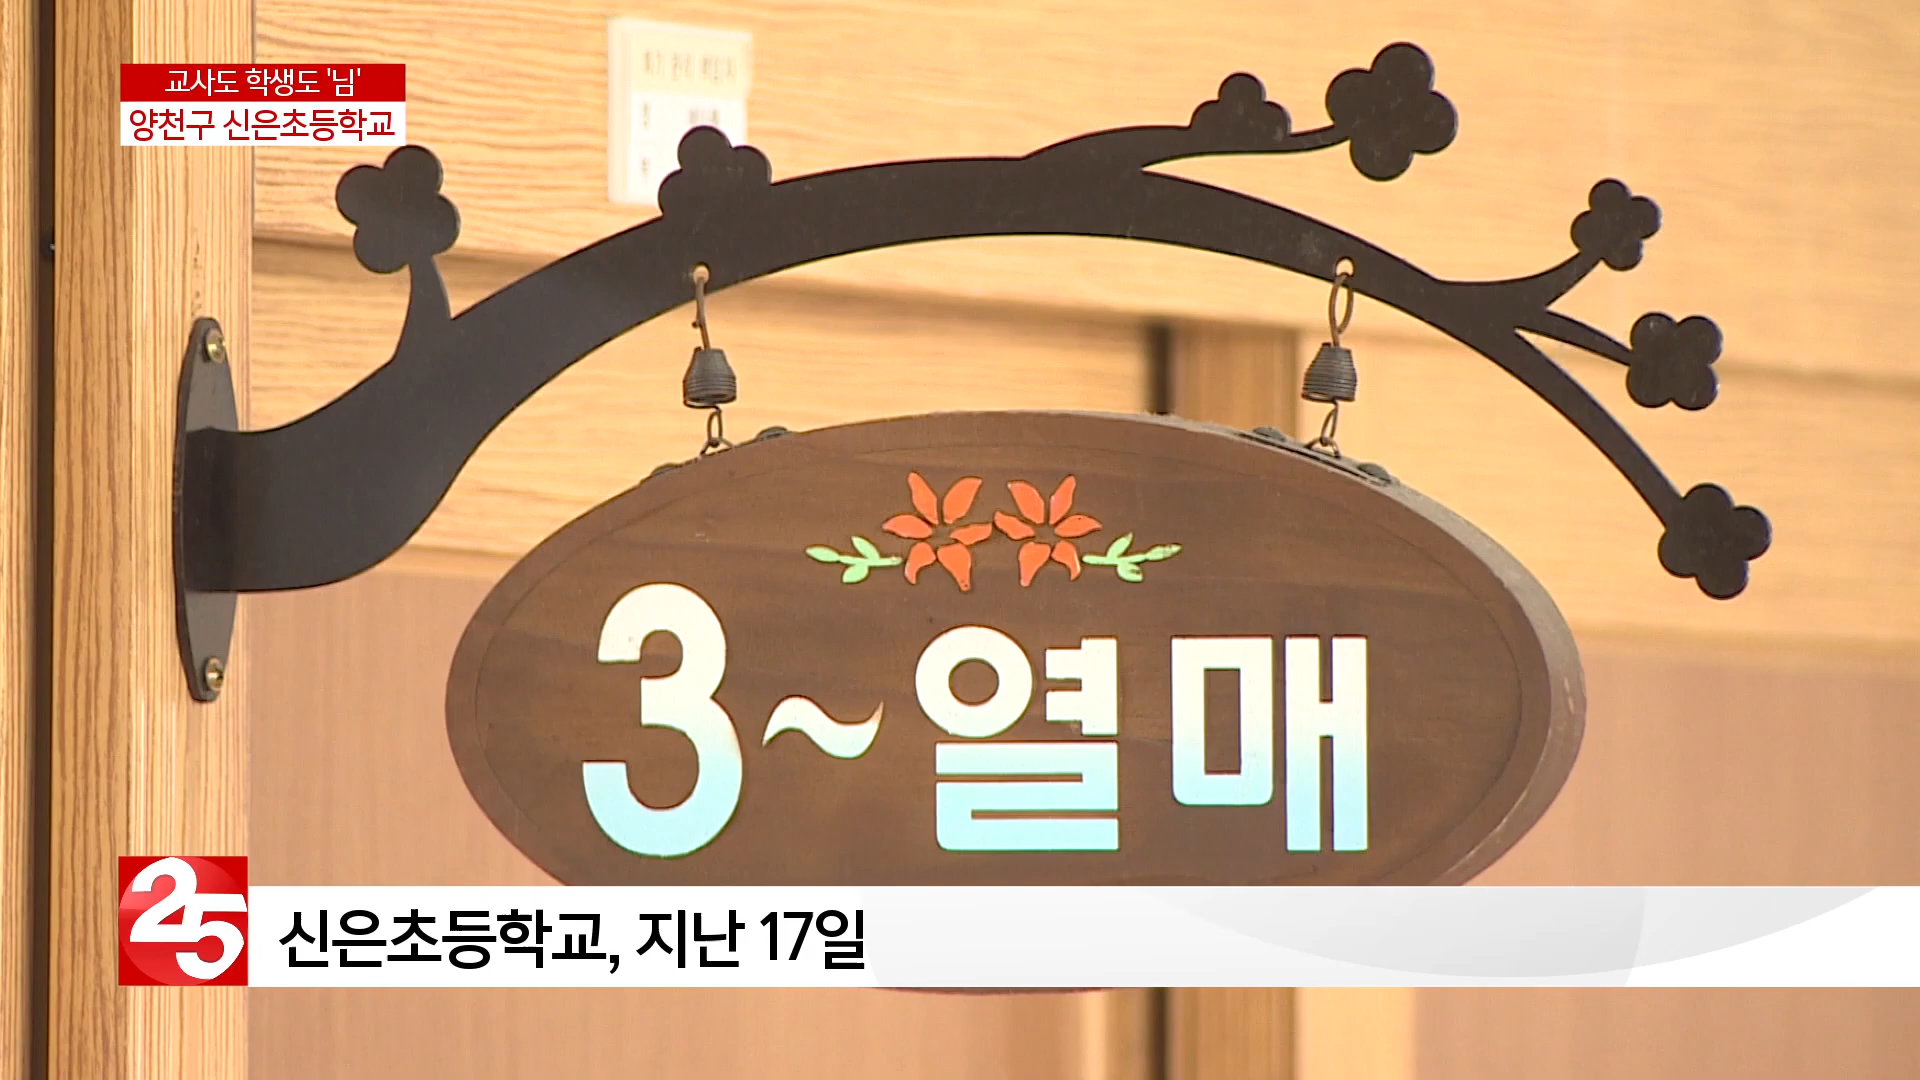 교사도 학생도 '님'
양천구 신은초등학교
3~열매
25
신은초등학교, 지난 17일